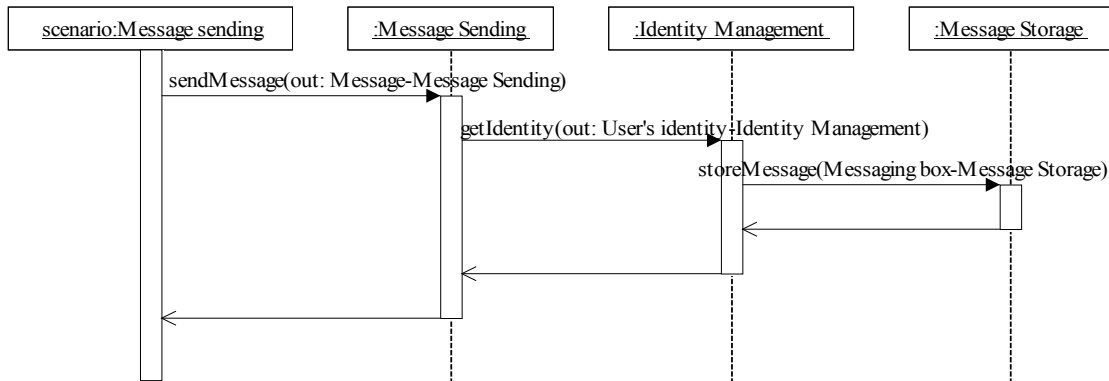 scenario:Message sending
:Message Sending
:Identity Management
:Message Storage
sendMessage(out: Message-Message Sending)
getIdentity(out: User's identity-Identity Management)
storeMessage(Messaging box-Message Storage)